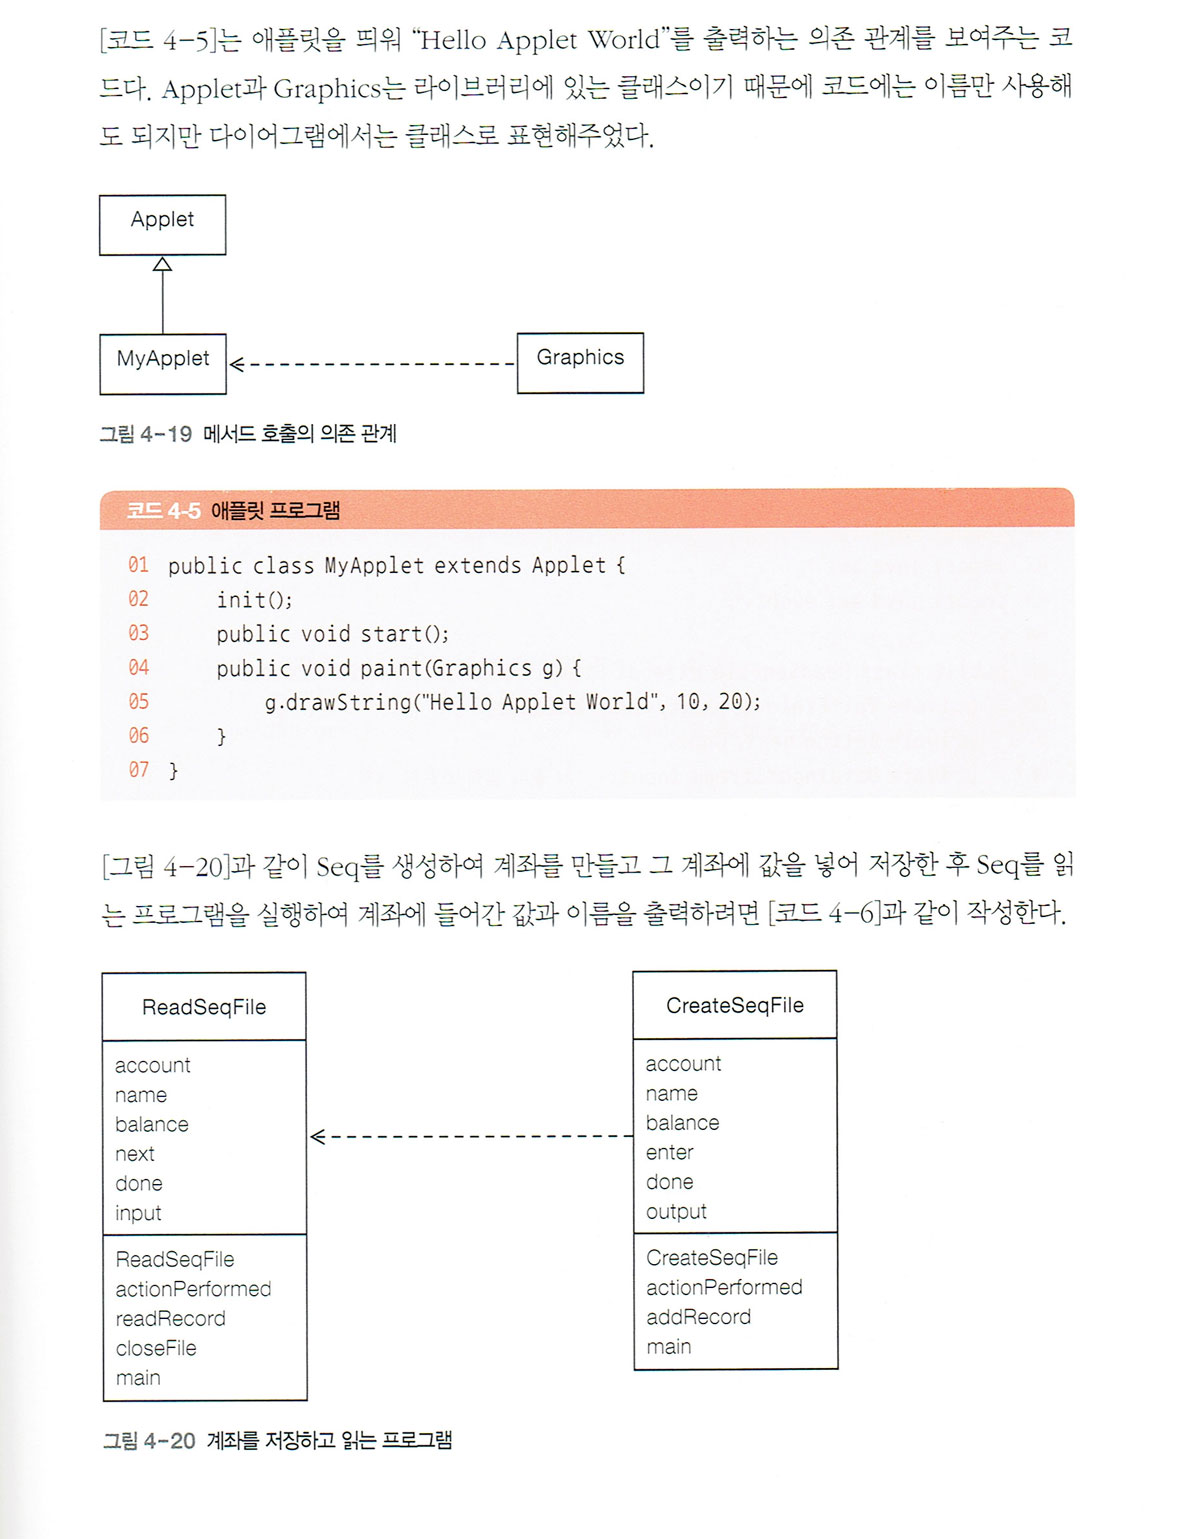 [코드 4-5]는 애플릿을 띄워 “Hello Applet World”를 출력하는 의존 관계를 보여주는 코
드다. Applet과 Graphics는 라이브러리에 있는 클래스이기 때문에 코드에는 이름만 사용해
도 되지만 다이어그램에서는 클래스로 표현해주었다.
Applet
MyApplet
Graphics
그림 4-19 메서드 호출의 의존 관계
코드 4-5 애플릿 프로그램
01 public class MyApplet extends Applet {
02 init();
03 public void start();
04 public void paint(Graphics g) {
05 g.drawString("Hello Applet World", 10, 20);
06 }
07 }
[그림 4-20]과 같이 Seq를 생성하여 계좌를 만들고 그 계좌에 값을 넣어 저장한 후 Seq를 읽
는 프로그램을 실행하여 계좌에 들어간 값과 이름을 출력하려면 [코드 4-6]과 같이 작성한다.
ReadSeqFile
account
name
balance
next
done
input
ReadSeqFile
actionPerformed
readRecord
closeFile
main
CreateSeqFile
account
name
balance
enter
done
output
CreateSeqFile
actionPerformed
addRecord
main
그림 4-20 계좌를 저장하고 읽는 프로그램